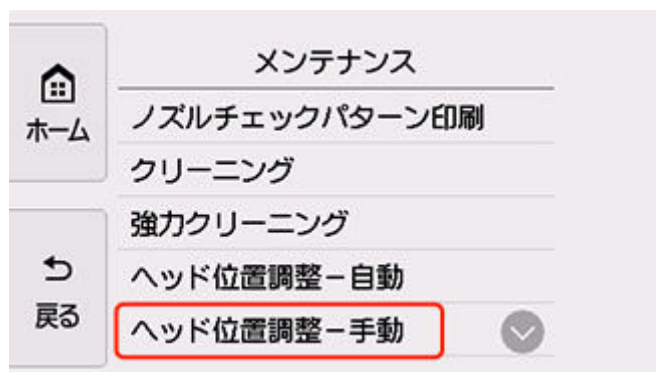 メンテナンス
ホーム
ノズルチェックパターン印刷
クリーニング
強力クリーニング
戻る
ヘッド位置調整－自動
ヘッド位置調整－手動